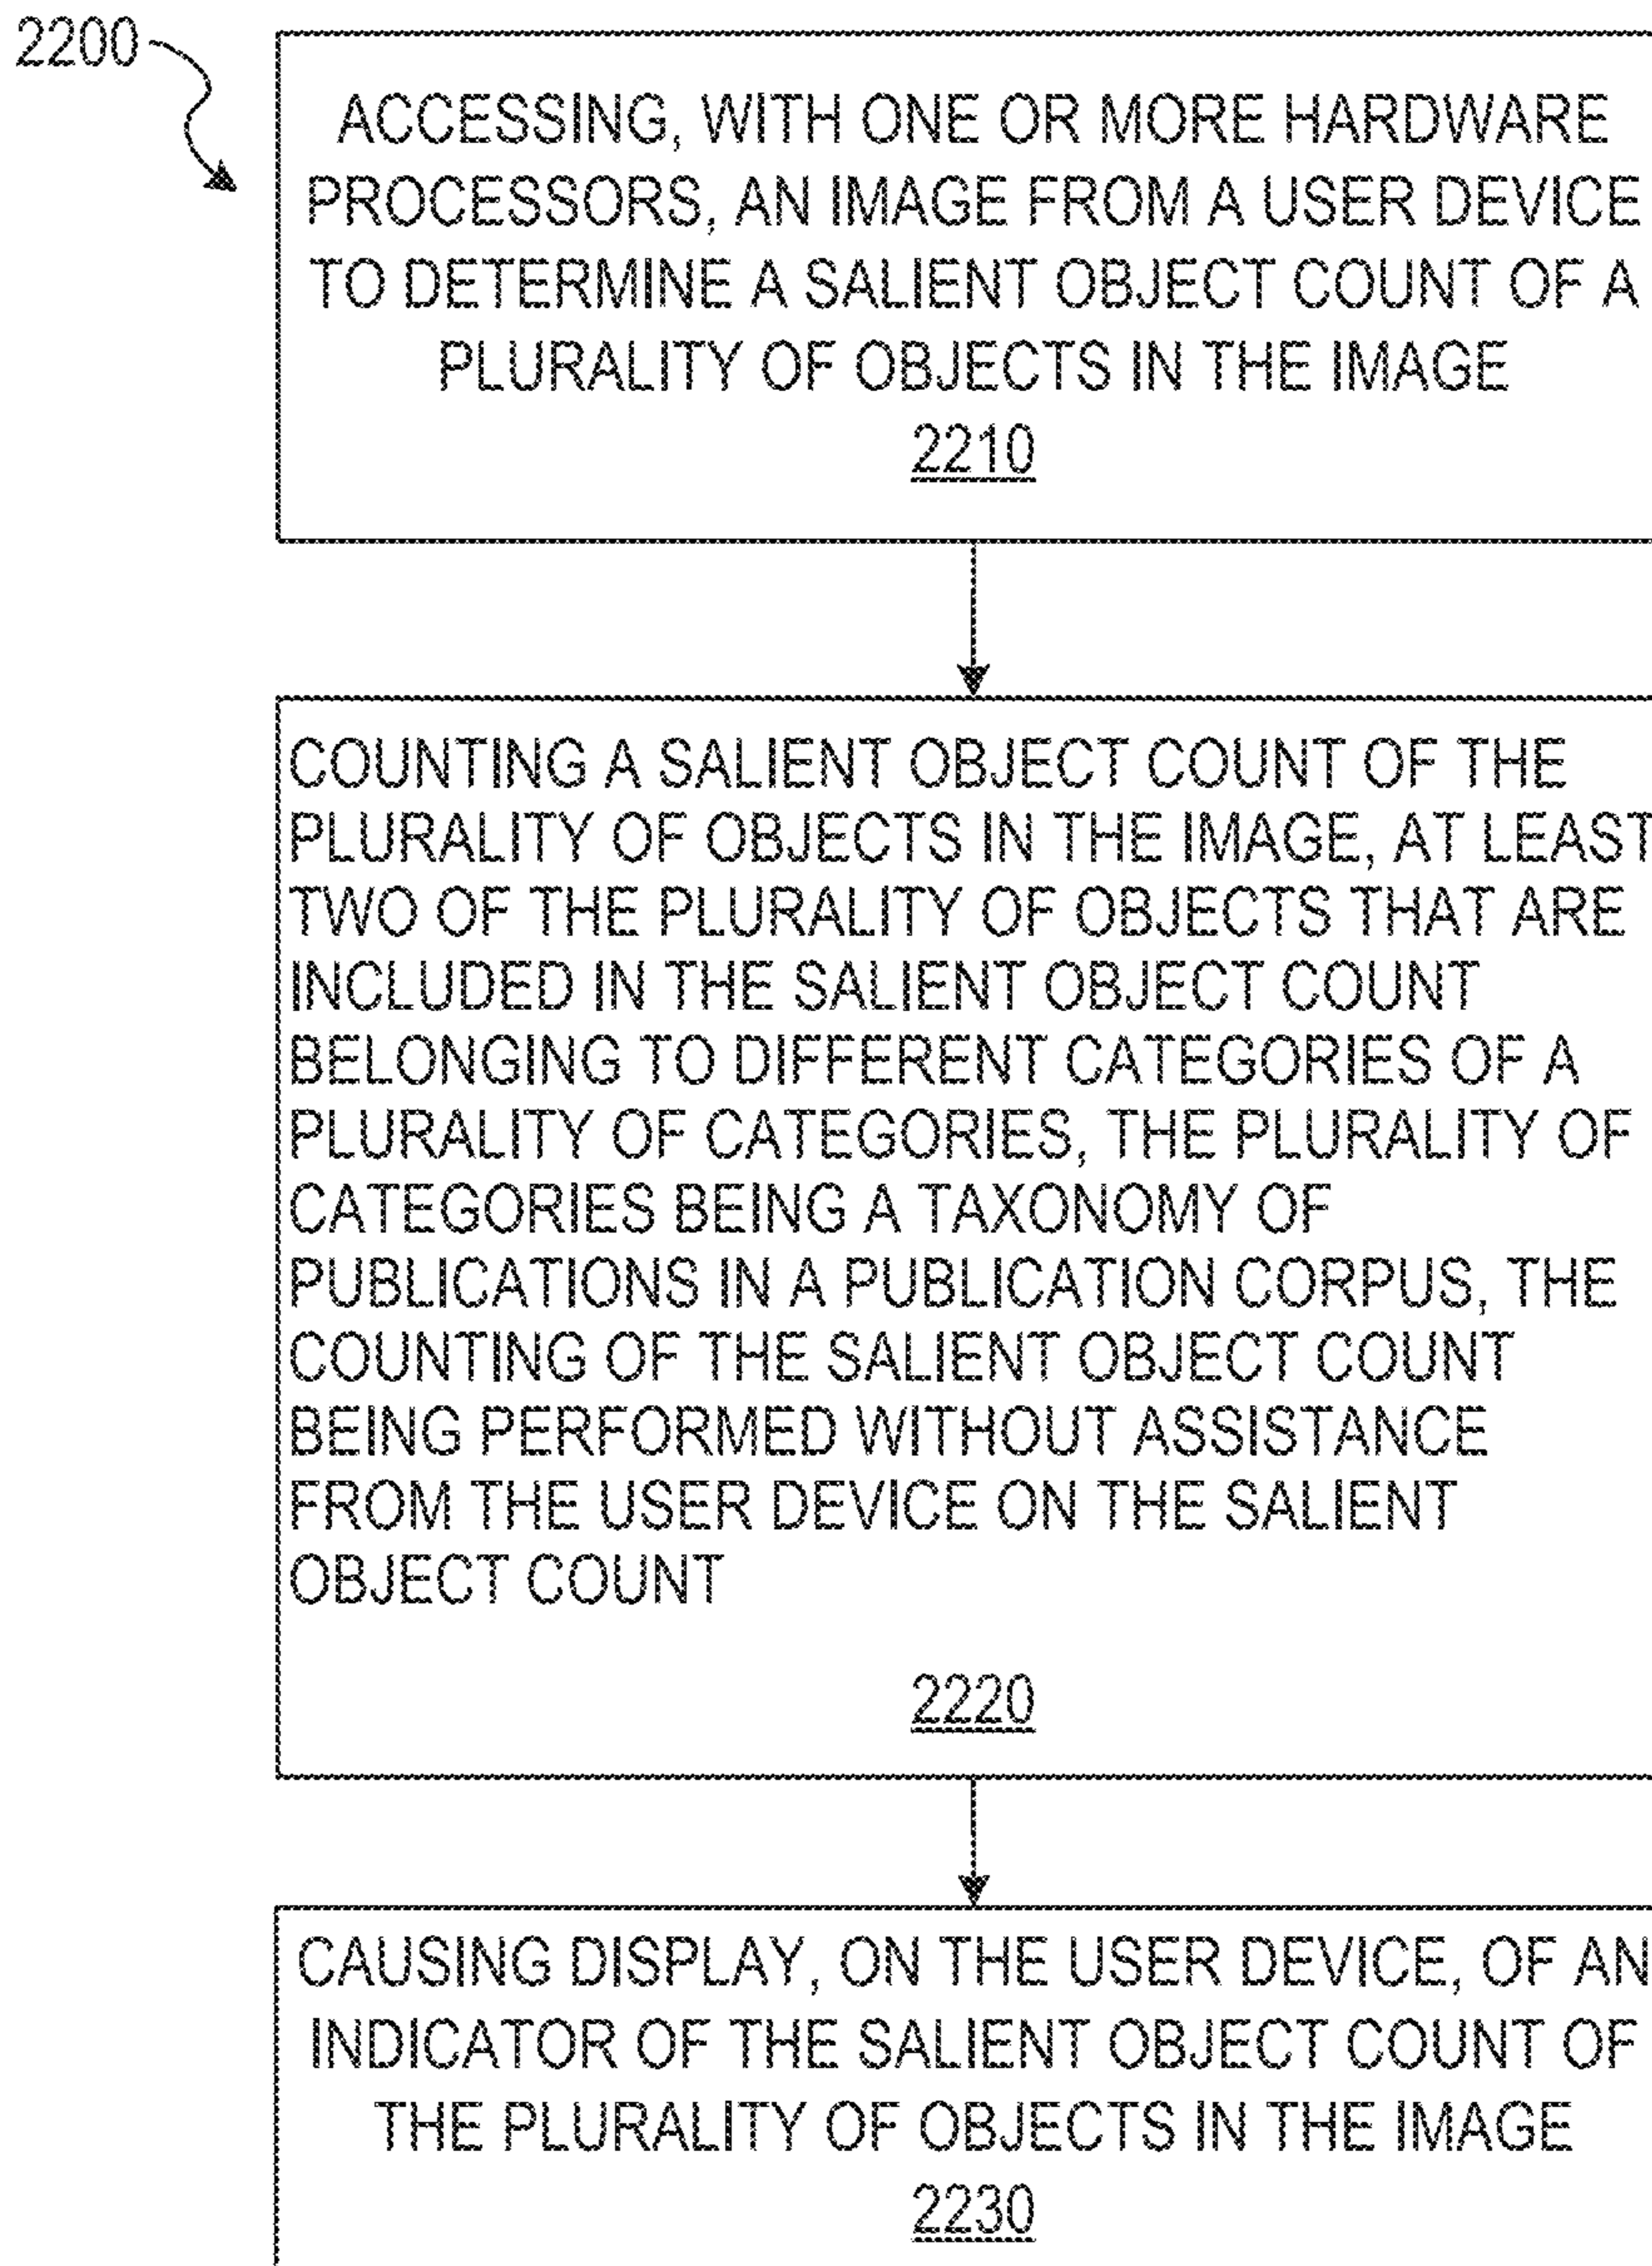 2200
ACCESSING, WITH ONE OR MORE HARDWARE
PROCESSORS, AN IMAGE FROM A USER DEVICE
TO DETERMINE A SALIENT OBJECT COUNT OF A
PLURALITY OF OBJECTS IN THE IMAGE
2210
COUNTING A SALIENT OBJECT COUNT OF THE
PLURALITY OF OBJECTS IN THE IMAGE, AT LEAST
TWO OF THE PLURALITY OF OBJECTS THAT ARE
INCLUDED IN THE SALIENT OBJECT COUNT
BELONGING TO DIFFERENT CATEGORIES OF A
PLURALITY OF CATEGORIES, THE PLURALITY OF
CATEGORIES BEING A TAXONOMY OF
PUBLICATIONS IN A PUBLICATION CORPUS, THE
COUNTING OF THE SALIENT OBJECT COUNT
BEING PERFORMED WITHOUT ASSISTANCE
FROM THE USER DEVICE ON THE SALIENT
OBJECT COUNT
2220
CAUSING DISPLAY, ON THE USER DEVICE, OF AN
INDICATOR OF THE SALIENT OBJECT COUNT OF
THE PLURALITY OF OBJECTS IN THE IMAGE
2230